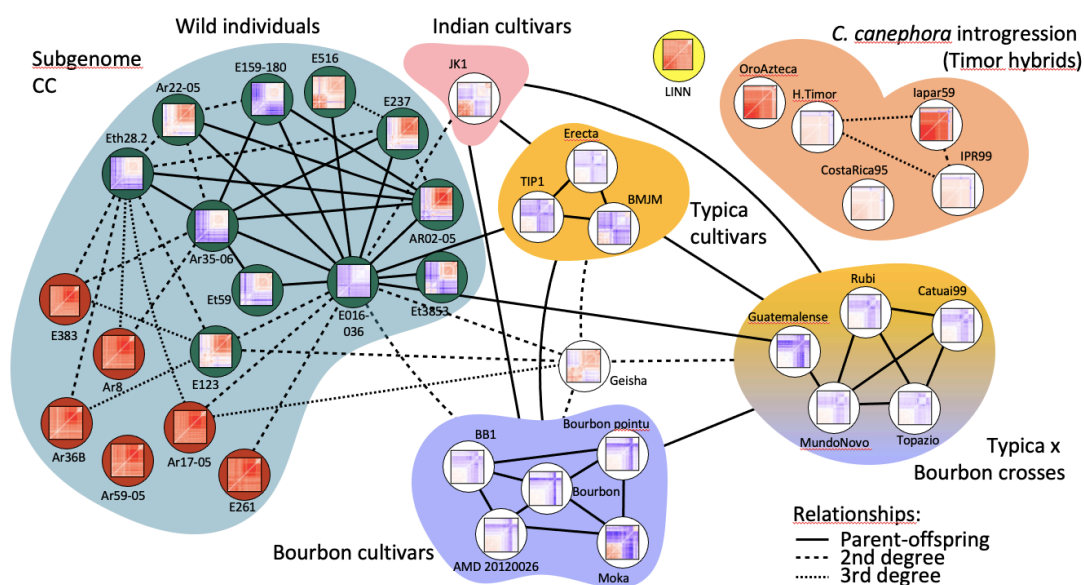 Wild individuals
Indian cultivars
C. canephora introgression
(Timor hybrids)
Subgenome
CC
E159-180
E516
JK1
LINN
OroAzteca
H.Timor
Iapar59
Ar22-05
E237
Eth28.2
Erecta
IPR99
CostaRica95
TIP1
BMJM
Typica
cultivars
AR02-05
Ar35-06
Et59
E016-
036
Et3853
Rubi
Catuai99
Guatemalense
E383
Ar8
E123
Geisha
MundoNovo
Topazio
Ar36B
Ar59-05
Ar17-05
E261
BB1
Bourbon pointu
Bourbon
AMD 20120026
Moka
Bourbon cultivars
Typica x
Bourbon crosses
Relationships:
Parent-offspring
2nd degree
3rd degree